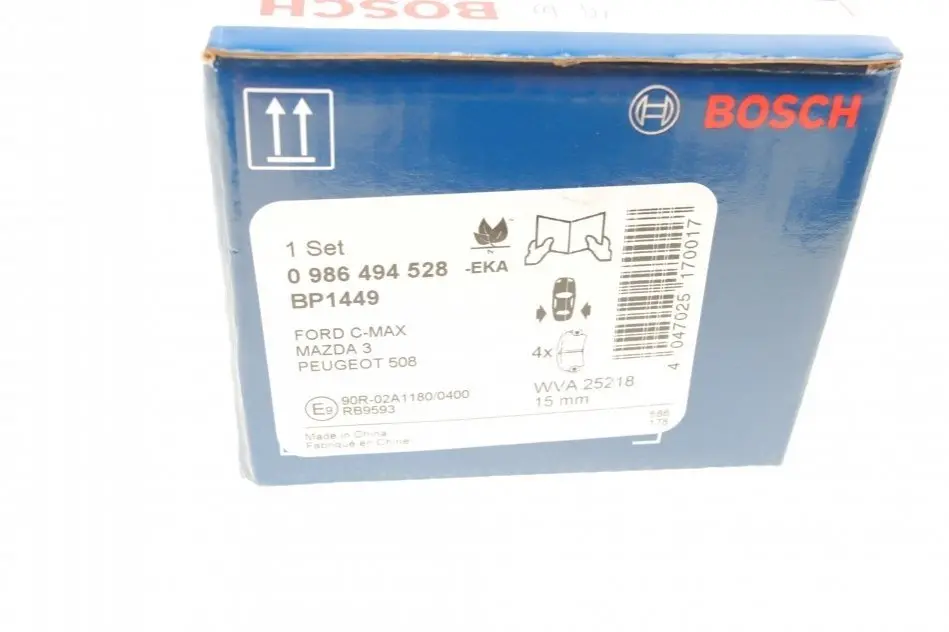 BOSCH
BOSCH
1 Set
0 986 494 528 -EKA
BP1449
FORD C-MAX
MAZDA 3
PEUGEOT 508
4x
WVA 25218
15 mm
E9 90R-02A1180/0400
RB9593
Made in China
Fabriqué en Chine
4 047025 170017